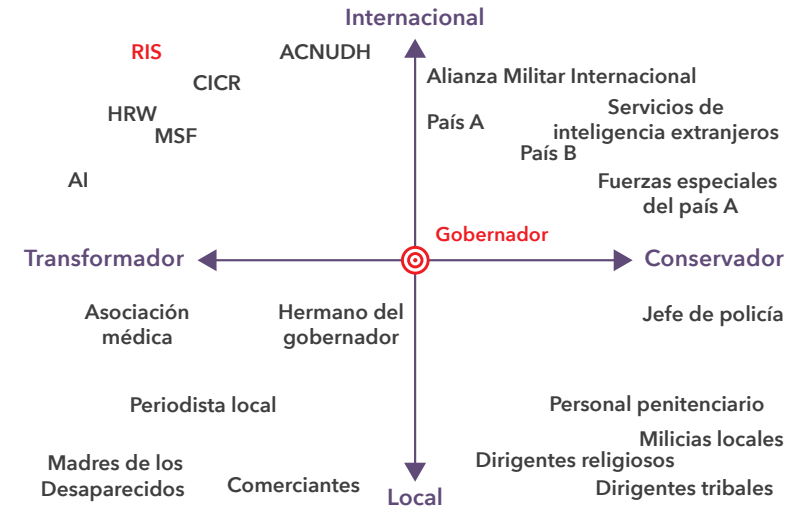 Internacional
RIS
ACNUDH
CICR
Alianza Militar Internacional
HRW
MSF
País A
Servicios de
inteligencia extranjeros
País B
AI
Fuerzas especiales
del país A
Gobernador
Transformador
Conservador
Asociación
médica
Hermano del
gobernador
Jefe de policía
Periodista local
Personal penitenciario
Milicias locales
Dirigentes religiosos
Madres de los
Desaparecidos
Comerciantes
Dirigentes tribales
Local